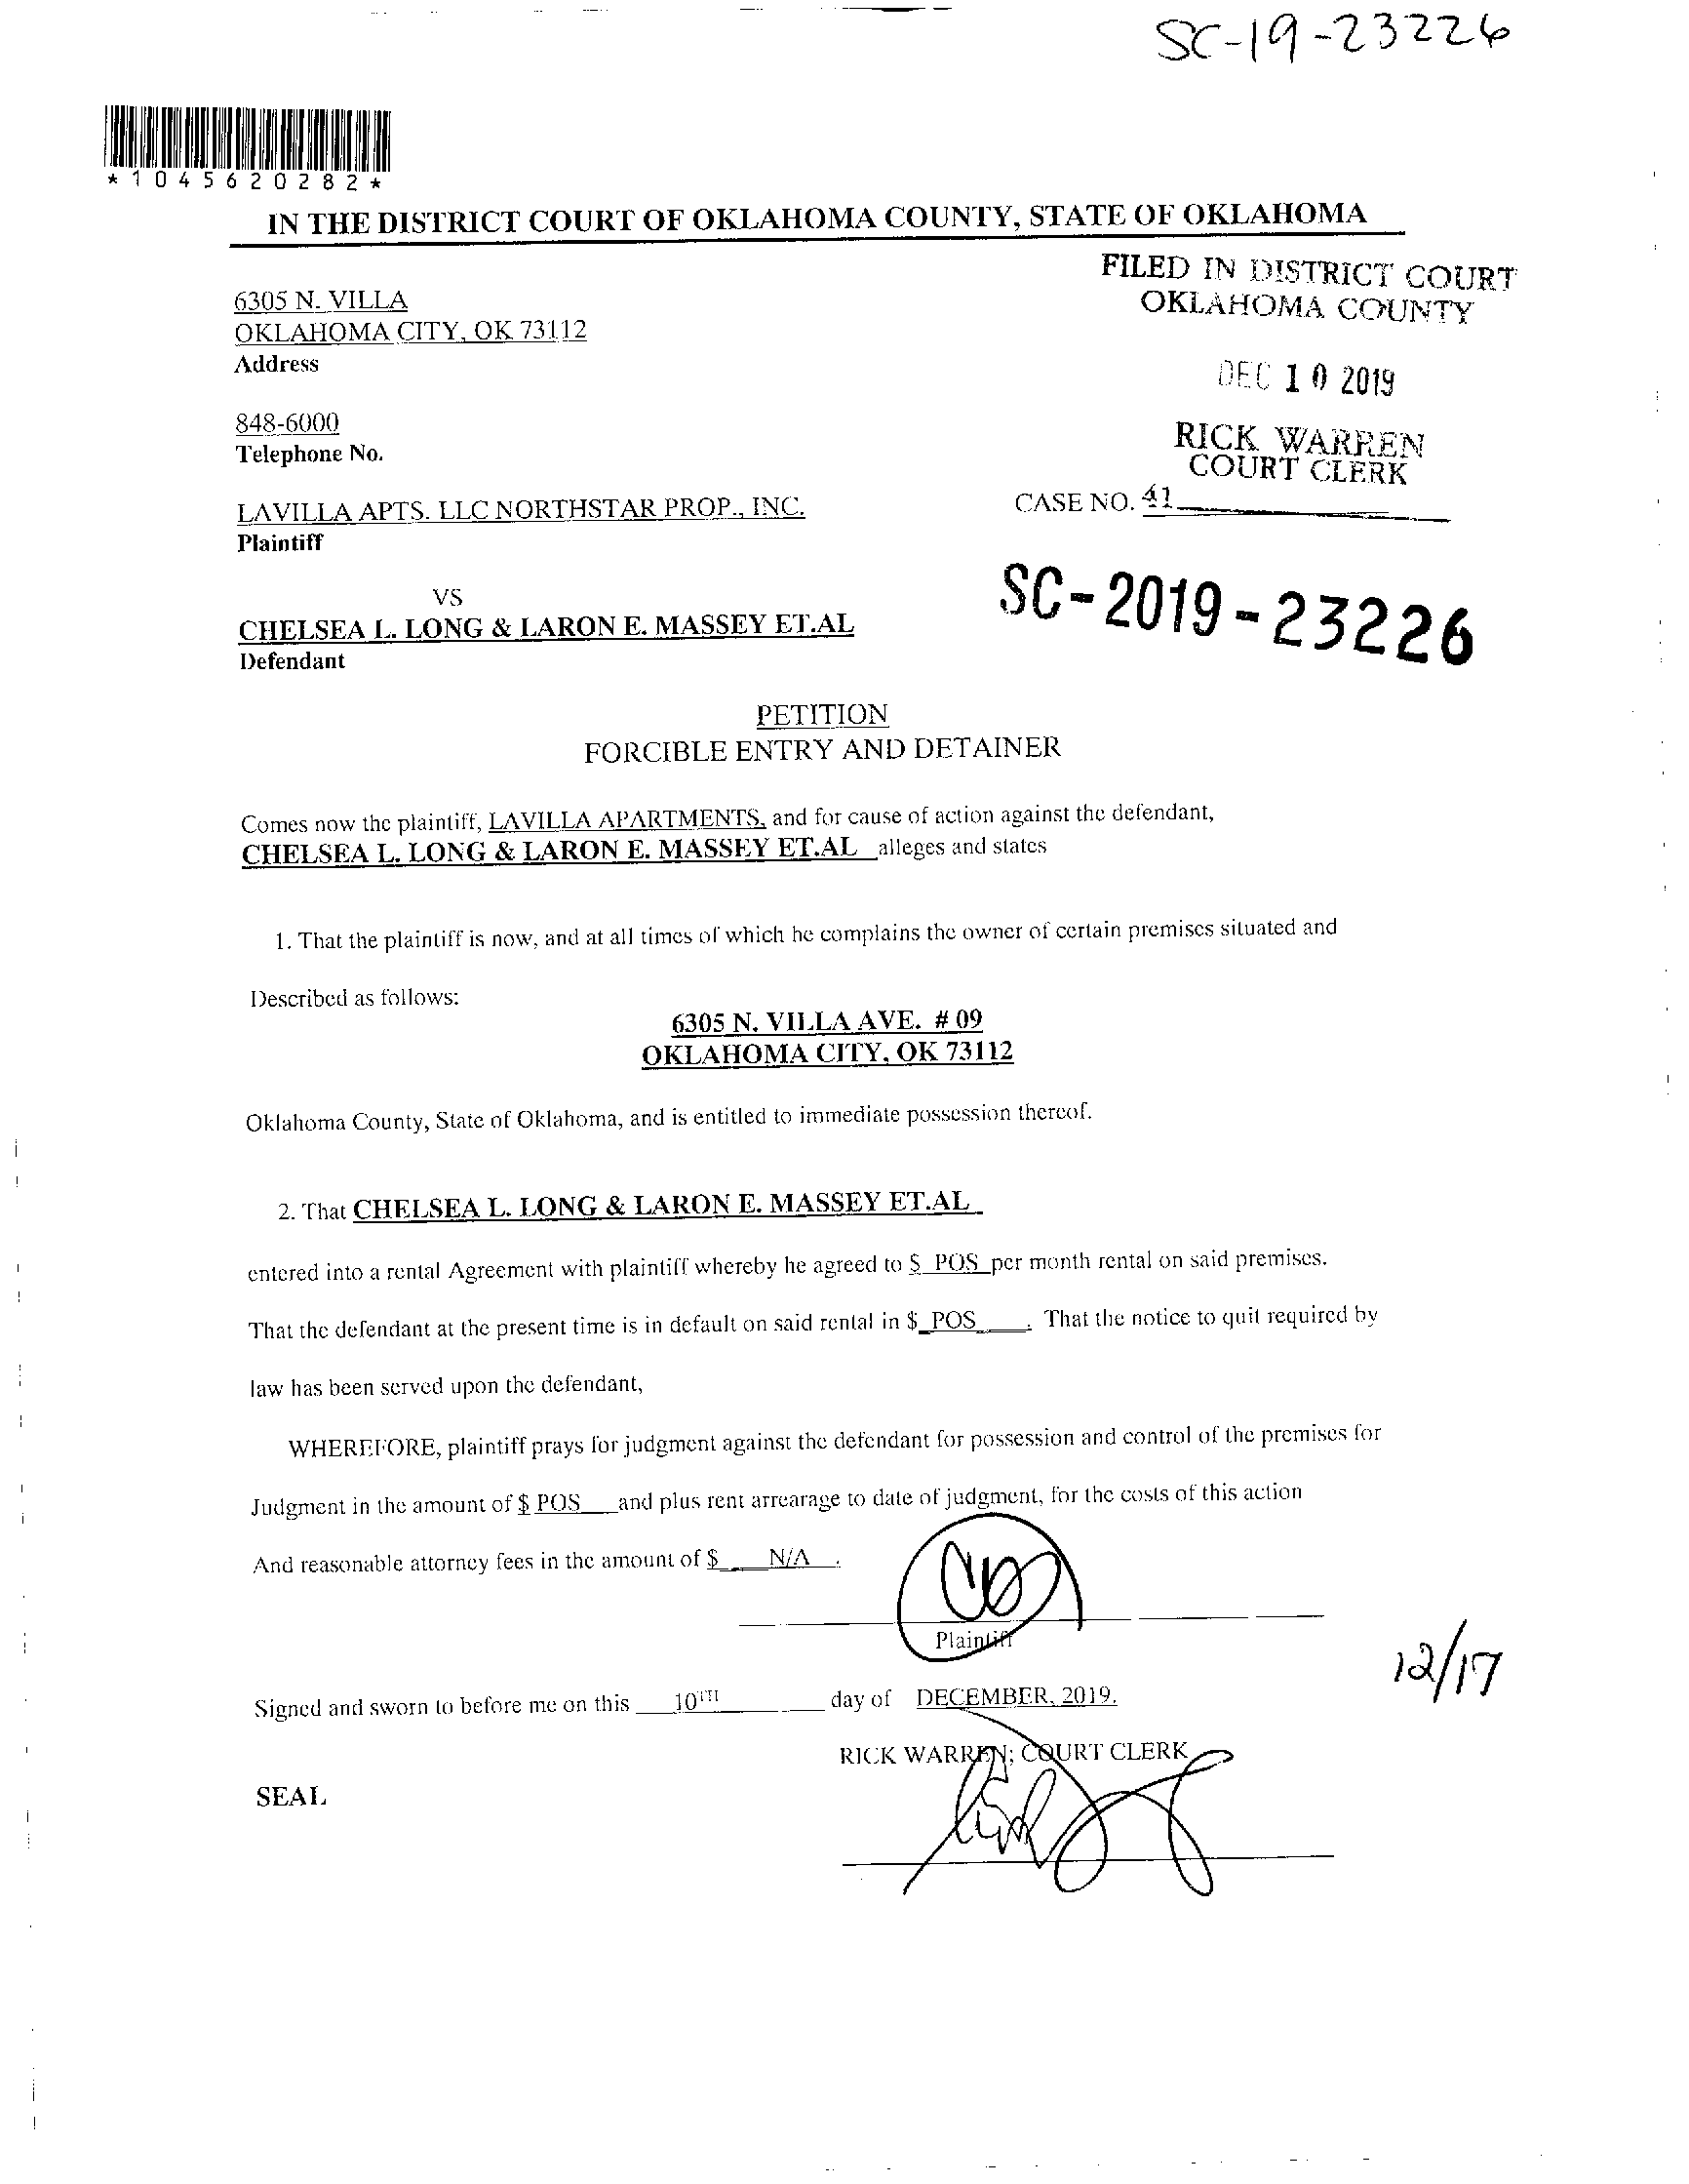 SC-19-23226
*1045620282*
IN THE DISTRICT COURT OF OKLAHOMA COUNTY, STATE OF OKLAHOMA
FILED IN DISTRICT COURT
OKLAHOMA COUNTY
6305 N. VILLA
OKLAHOMA CITY, OK 73112
Address
DEC 10 2019
848-6000
Telephone No.
RICK WARREN
COURT CLERK
LAVILLA APTS. LLC NORTHSTAR PROP., INC.
CASE NO. 41
Plaintiff
VS
SC-2019-23226
CHELSEA L. LONG & LARON E. MASSEY ET.AL
Defendant
PETITION
FORCIBLE ENTRY AND DETAINER
Comes now the plaintiff, LAVILLA APARTMENTS, and for cause of action against the defendant,
CHELSEA L. LONG & LARON E. MASSEY ET.AL alleges and states
1. That the plaintiff is now, and at all times of which he complains the owner of certain premises situated and
Described as follows:
6305 N. VILLA AVE. # 09
OKLAHOMA CITY, OK 73112
Oklahoma County, State of Oklahoma, and is entitled to immediate possession thereof.
2. That CHELSEA L. LONG & LARON E. MASSEY ET.AL
entered into a rental Agreement with plaintiff whereby he agreed to $ POS per month rental on said premises.
That the defendant at the present time is in default on said rental in $ POS . That the notice to quit required by
law has been served upon the defendant,
WHEREFORE, plaintiff prays for judgment against the defendant for possession and control of the premises for
Judgment in the amount of $ POS and plus rent arrearage to date of judgment, for the costs of this action
And reasonable attorney fees in the amount of $ N/A .
Plaintiff
12/17
Signed and sworn to before me on this 10TH day of DECEMBER, 2019.
RICK WARREN; COURT CLERK
SEAL